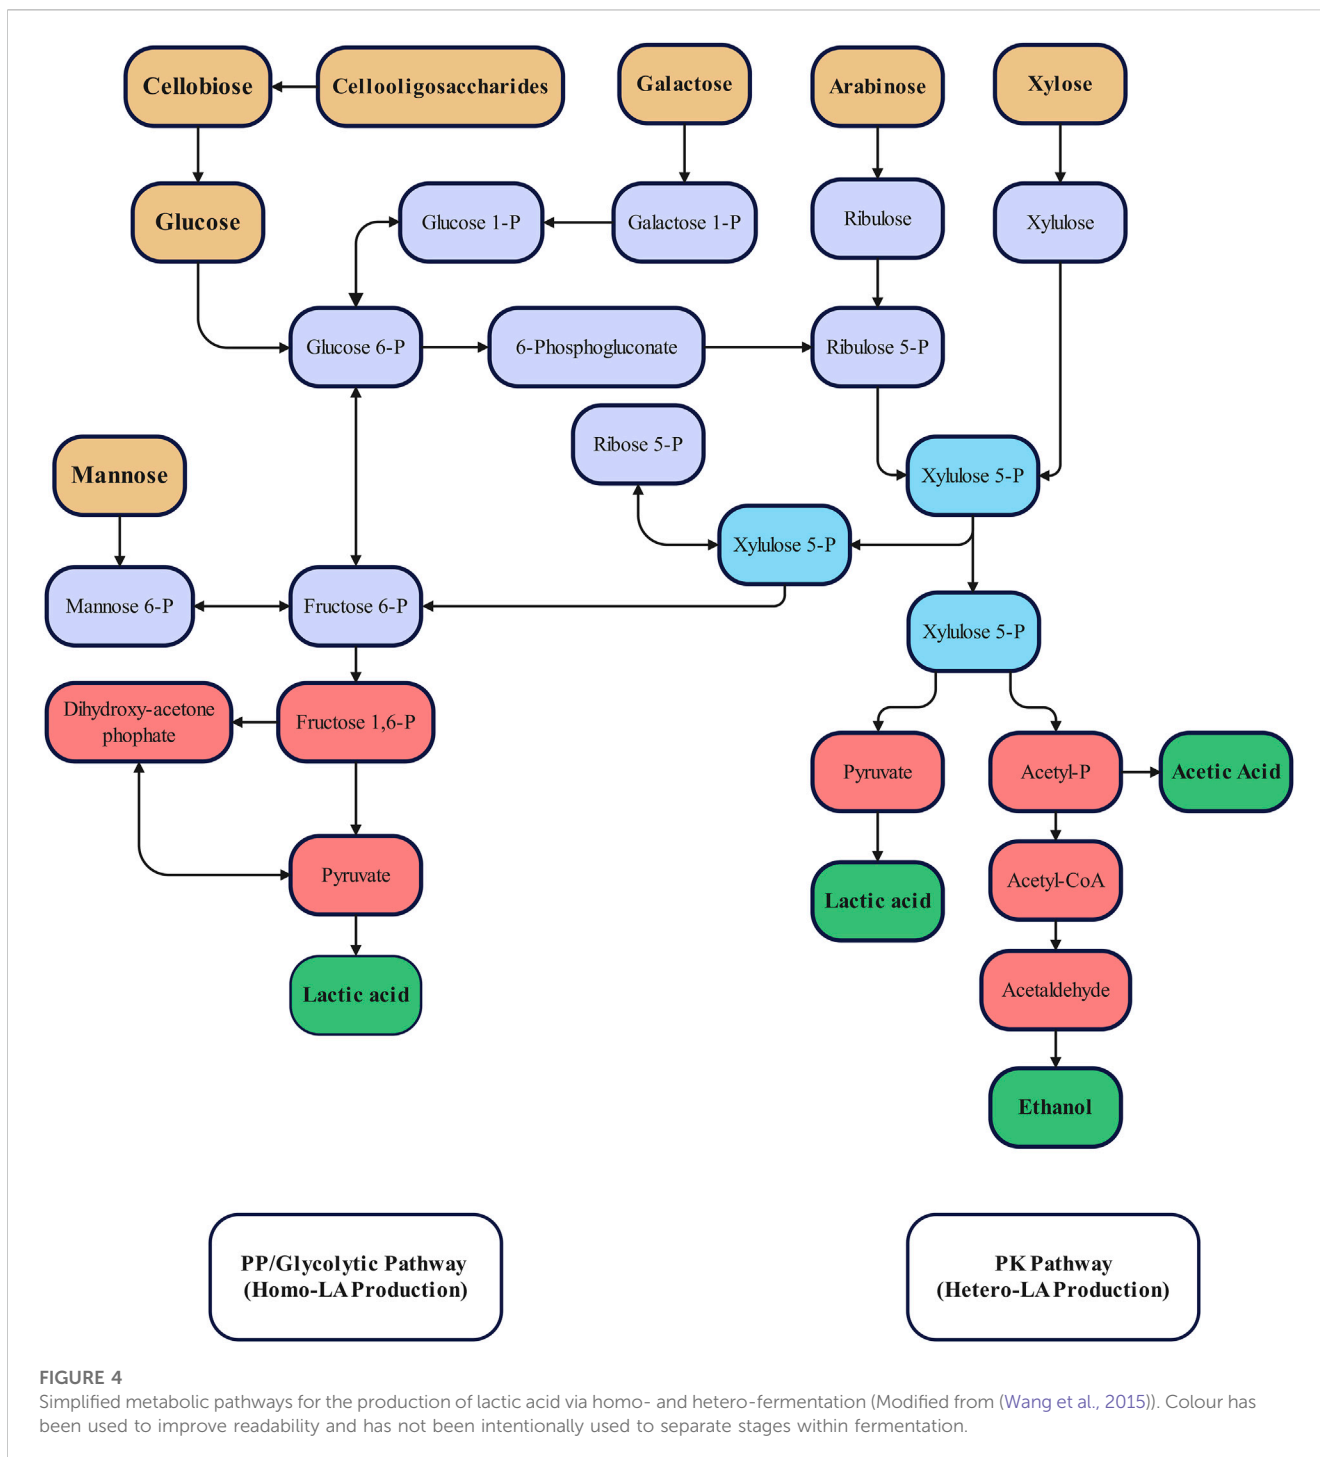 Cellobiose
Cellooligosaccharides
Galactose
Arabinose
Xylose
Glucose
Glucose 1-P
Galactose 1-P
Ribulose
Xylulose
Glucose 6-P
6-Phosphogluconate
Ribulose 5-P
Ribose 5-P
Mannose
Xylulose 5-P
Xylulose 5-P
Mannose 6-P
Fructose 6-P
Xylulose 5-P
Dihydroxy-acetone
phophate
Fructose 1,6-P
Pyruvate
Acetyl-P
Acetic Acid
Pyruvate
Acetyl-CoA
Lactic acid
Lactic acid
Acetaldehyde
Ethanol
PP/Glycolytic Pathway
(Homo-LA Production)
PK Pathway
(Hetero-LA Production)
FIGURE 4
Simplified metabolic pathways for the production of lactic acid via homo- and hetero-fermentation (Modified from (Wang et al., 2015)). Colour has
been used to improve readability and has not been intentionally used to separate stages within fermentation.